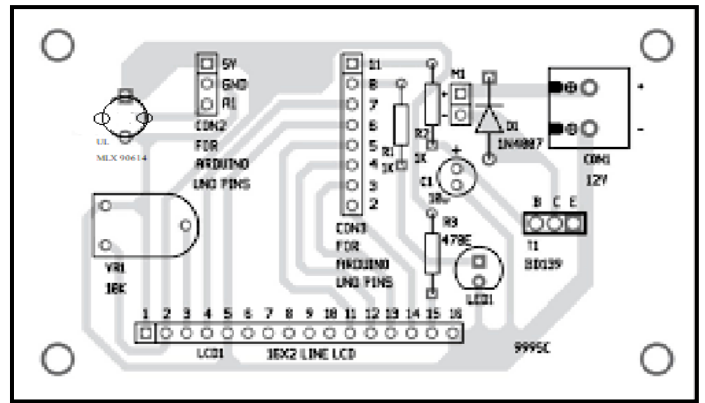 5V
GND
A1
CON2
FOR
ARDUINO
UNO PINS
UL
MLX 90614
VR1
10K
11
8
7
6
5
4
3
2
CON3
FOR
ARDUINO
UNO PINS
R1
1K
R2
1K
M1
+
-
D1
1N4007
C1
+
10u
R3
470E
LED1
+
-
CON1
12V
B C E
T1
BD139
1 2 3 4 5 6 7 8 9 10 11 12 13 14 15 16
LCD1 16X2 LINE LCD
9995C